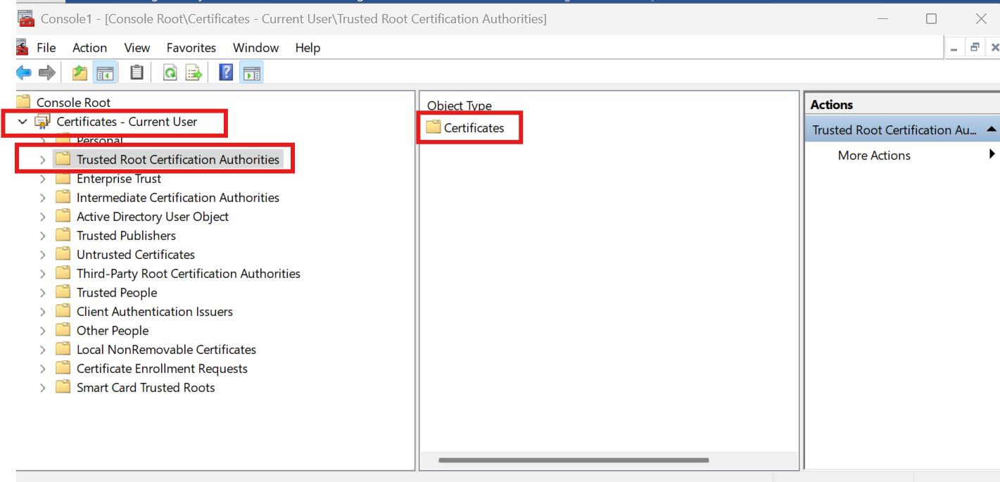 Console1 - [Console Root\Certificates - Current User\Trusted Root Certification Authorities]
File Action View Favorites Window Help
Console Root
Certificates - Current User
Personal
Trusted Root Certification Authorities
Enterprise Trust
Intermediate Certification Authorities
Active Directory User Object
Trusted Publishers
Untrusted Certificates
Third-Party Root Certification Authorities
Trusted People
Client Authentication Issuers
Other People
Local NonRemovable Certificates
Certificate Enrollment Requests
Smart Card Trusted Roots
Object Type
Certificates
Actions
Trusted Root Certification Au...
More Actions